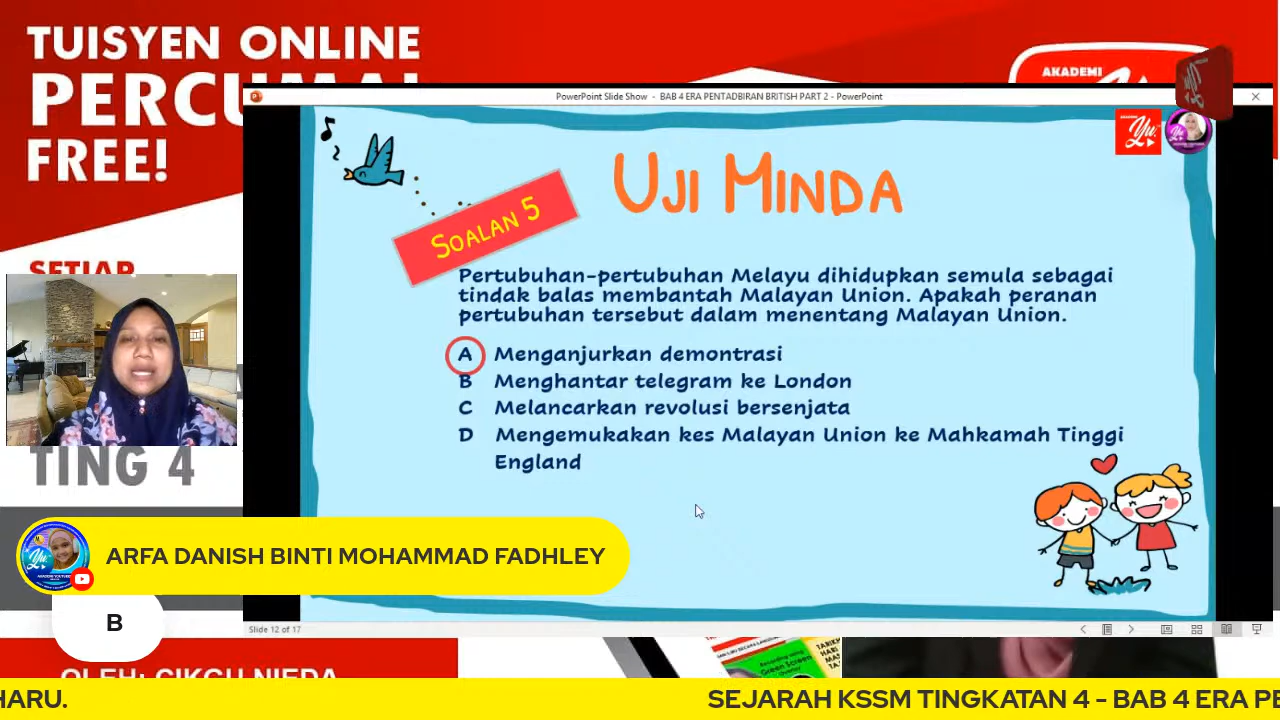 TUISYEN ONLINE
FREE!
AKADEMI
PowerPoint Slide Show - BAB 4 ERA PENTADBIRAN BRITISH PART 2 - PowerPoint
UJI MINDA
SOALAN 5
Pertubuhan-pertubuhan Melayu dihidupkan semula sebagai
tindak balas membantah Malayan Union. Apakah peranan
pertubuhan tersebut dalam menentang Malayan Union.
A Menganjurkan demontrasi
B Menghantar telegram ke London
C Melancarkan revolusi bersenjata
D Mengemukakan kes Malayan Union ke Mahkamah Tinggi
England
TING 4
ARFA DANISH BINTI MOHAMMAD FADHLEY
B
Slide 12 of 17
HARU.
SEJARAH KSSM TINGKATAN 4 - BAB 4 ERA PE